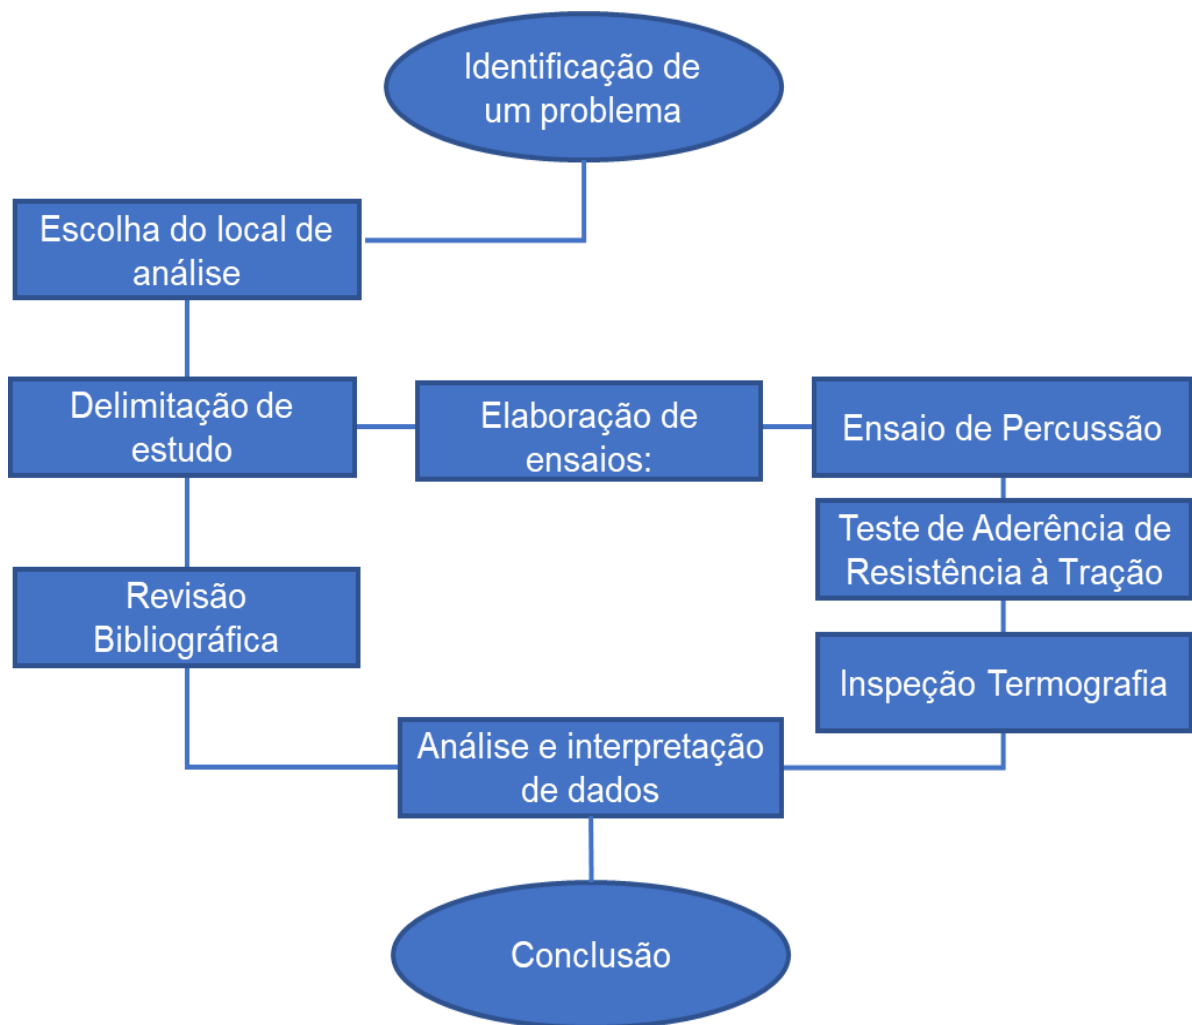 Identificação de
um problema
Escolha do local de
análise
Delimitação de
estudo
Elaboração de
ensaios:
Ensaio de Percussão
Teste de Aderência de
Resistência à Tração
Revisão
Bibliográfica
Inspeção Termografia
Análise e interpretação
de dados
Conclusão